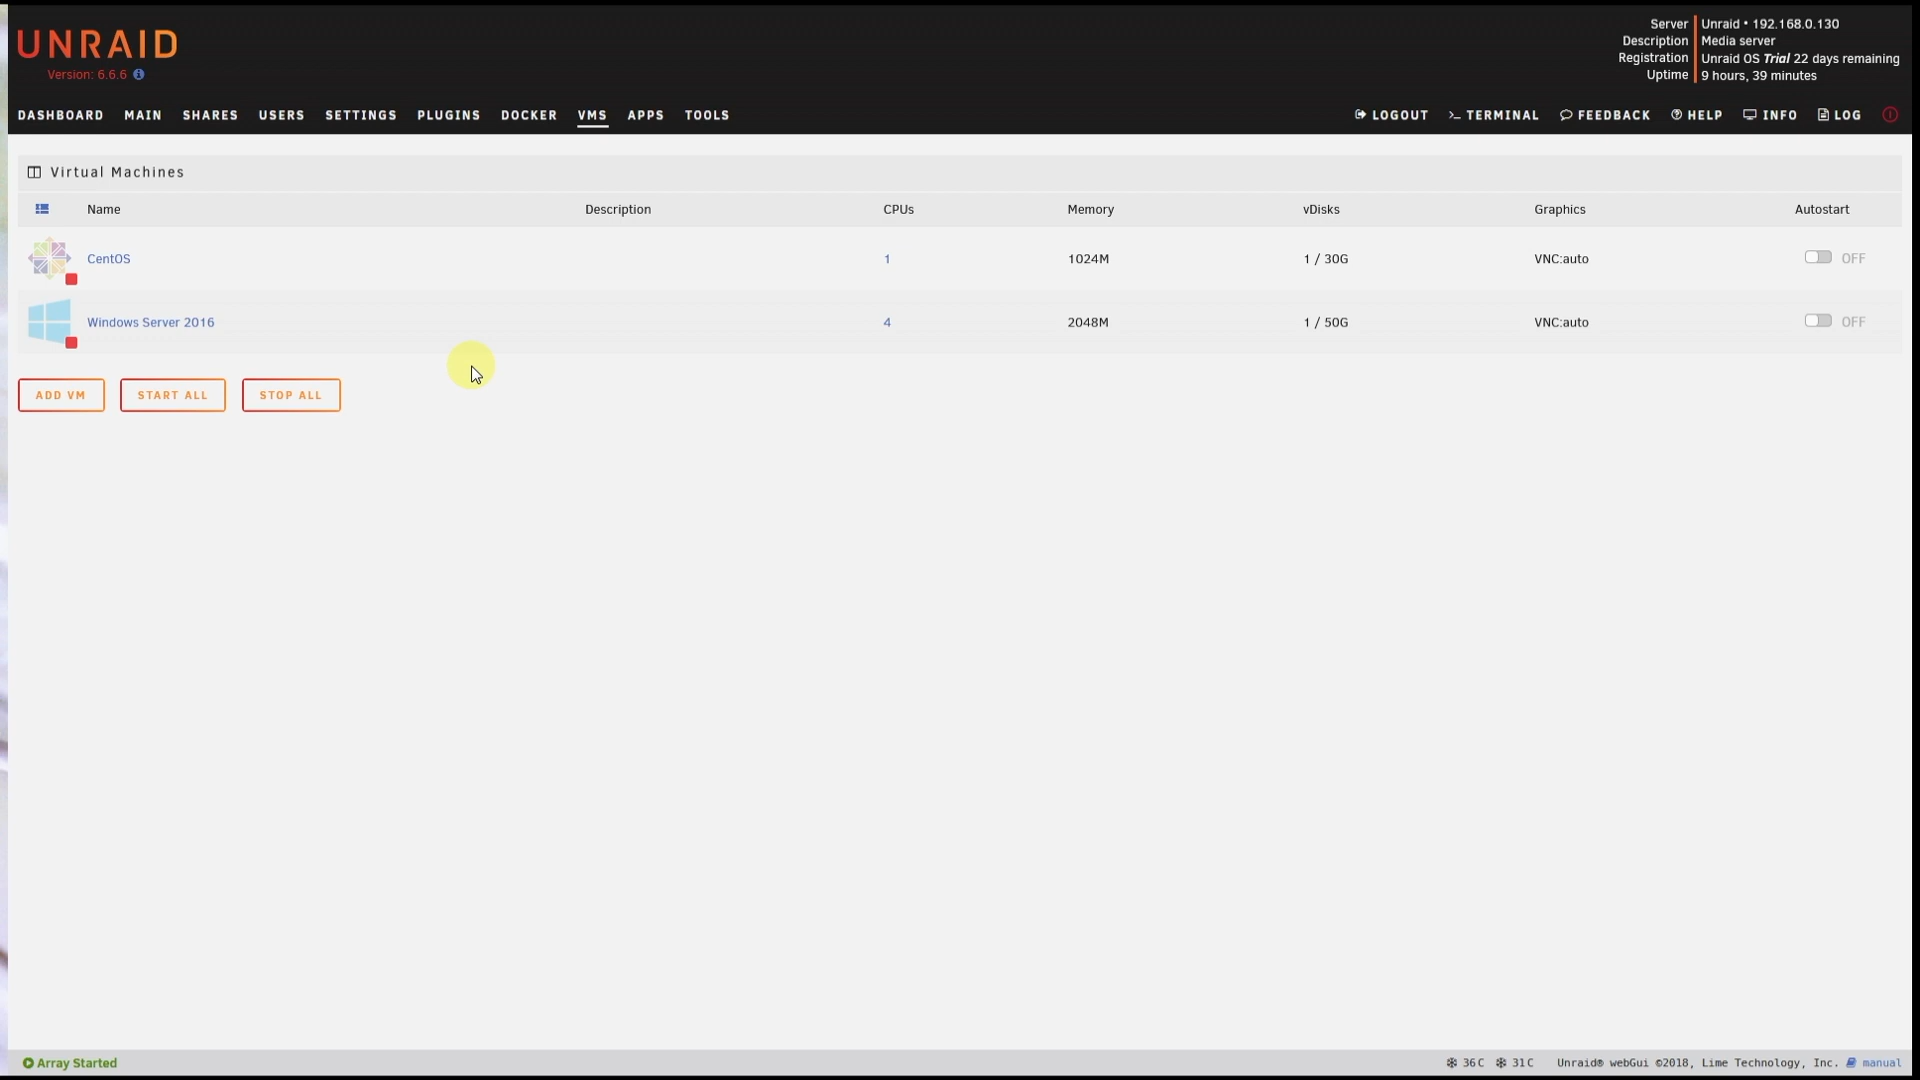 UNRAID
Version: 6.6.6
Server Unraid • 192.168.0.130
Description Media server
Registration Unraid OS Trial 22 days remaining
Uptime 9 hours, 39 minutes
DASHBOARD MAIN SHARES USERS SETTINGS PLUGINS DOCKER VMS APPS TOOLS LOGOUT TERMINAL FEEDBACK HELP INFO LOG
Virtual Machines
Name Description CPUs Memory vDisks Graphics Autostart
CentOS 1 1024M 1 / 30G VNC:auto OFF
Windows Server 2016 4 2048M 1 / 50G VNC:auto OFF
ADD VM START ALL STOP ALL
Array Started 36C 31C Unraid® webGui ©2018, Lime Technology, Inc. manual